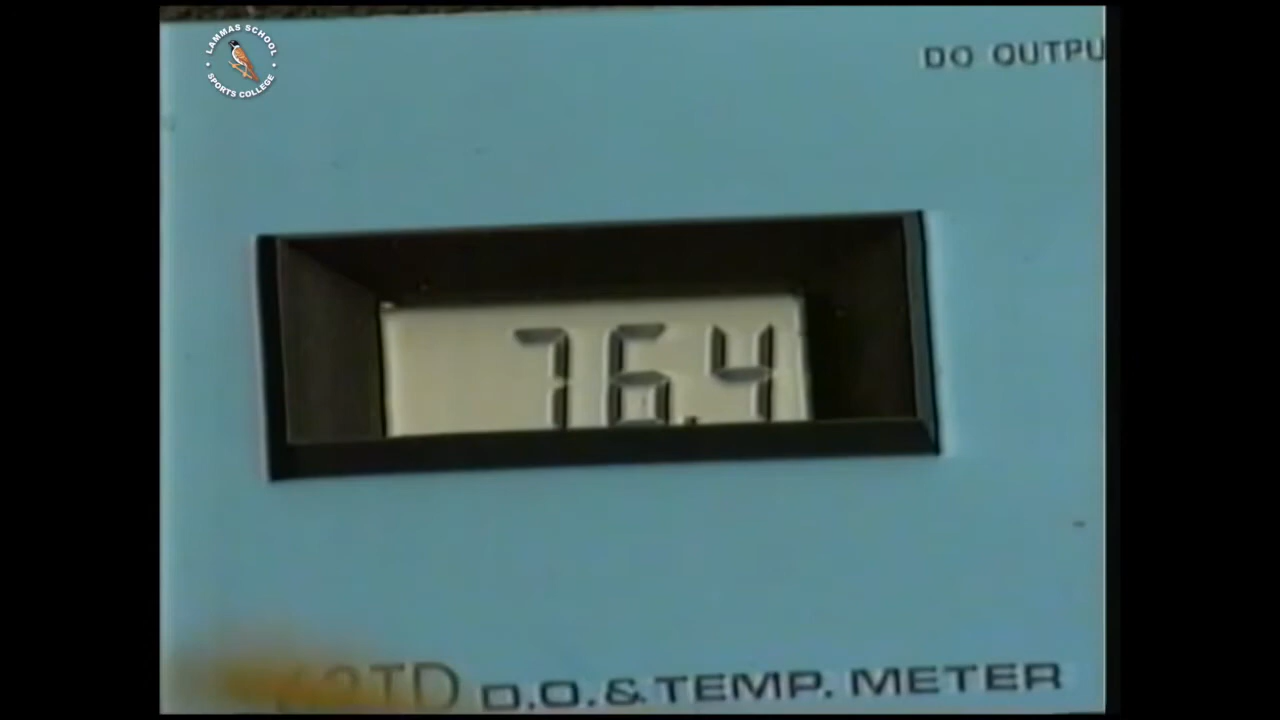 LAMMAS SCHOOL
SPORTS COLLEGE
DO OUTPU
76.4
D.O.&TEMP. METER